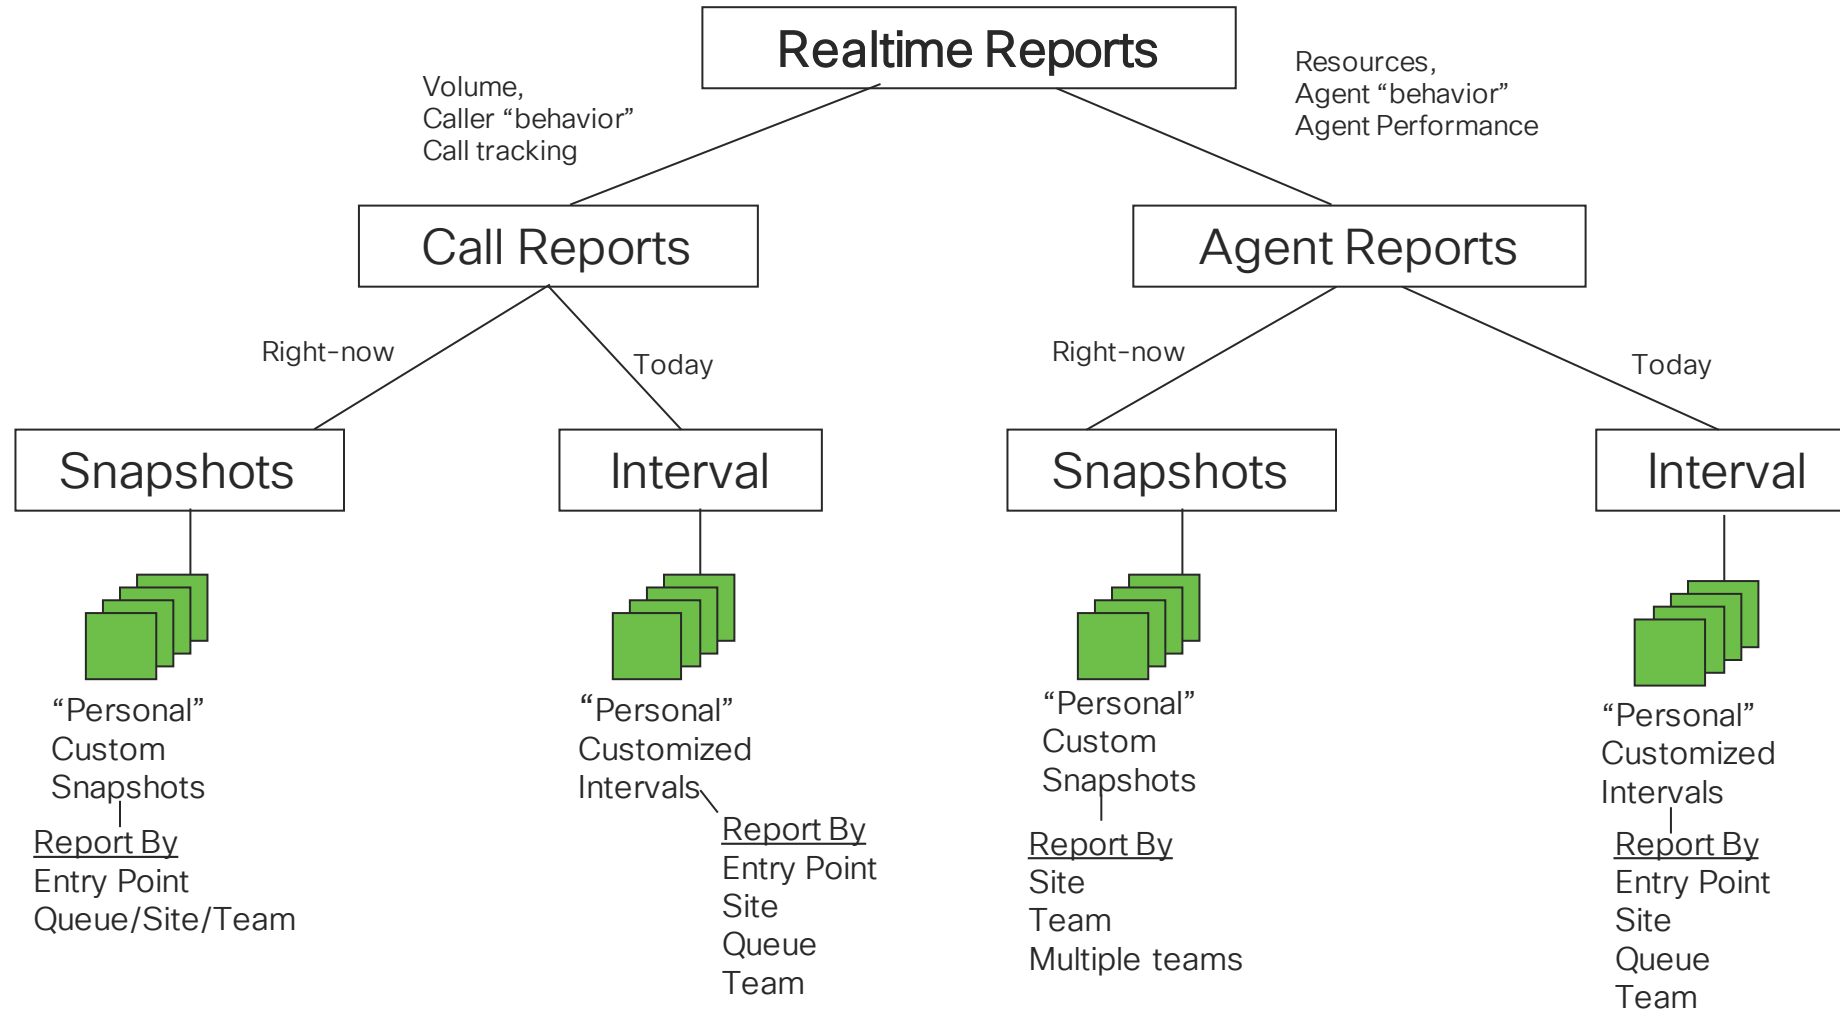 Realtime Reports
Volume,
Caller “behavior”
Call tracking
Resources,
Agent “behavior”
Agent Performance
Call Reports
Agent Reports
Right-now
Today
Right-now
Today
Snapshots
Interval
Snapshots
Interval
“Personal”
Custom
Snapshots
Report By
Entry Point
Queue/Site/Team
“Personal”
Customized
Intervals
Report By
Entry Point
Site
Queue
Team
“Personal”
Custom
Snapshots
Report By
Site
Team
Multiple teams
“Personal”
Customized
Intervals
Report By
Entry Point
Site
Queue
Team